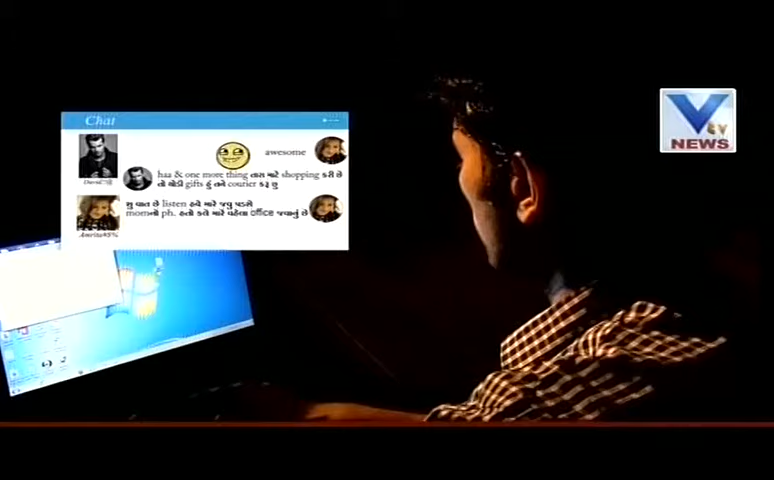 Chat
V
tv
NEWS
awesome
haa & one more thing તારા માટે shopping કરી છે
તો થોડી gifts હું તને courier કરૂ છુ
શુ વાત છે listen હવે મારે જવુ પડશે
momનો ph. હતો કાલે મારે વહેલા office જવાનું છે